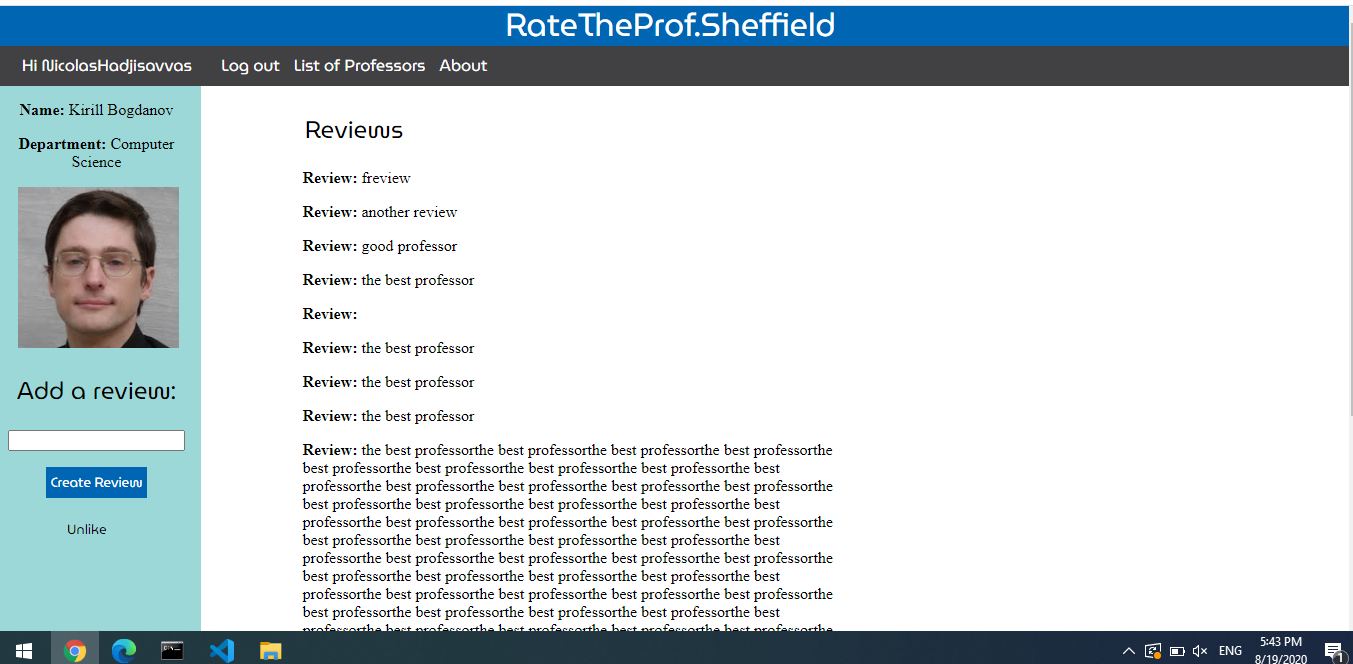 RateTheProf.Sheffield
Hi NicolasHadjisavvas Log out List of Professors About
Name: Kirill Bogdanov
Department: Computer
Science
Add a review:
Create Review
Unlike
Reviews
Review: freview
Review: another review
Review: good professor
Review: the best professor
Review:
Review: the best professor
Review: the best professor
Review: the best professor
Review: the best professorthe best professorthe best professorthe best professorthe
best professorthe best professorthe best professorthe best professorthe best
professorthe best professorthe best professorthe best professorthe best professorthe
best professorthe best professorthe best professorthe best professorthe best
professorthe best professorthe best professorthe best professorthe best professorthe
best professorthe best professorthe best professorthe best professorthe best
professorthe best professorthe best professorthe best professorthe best professorthe
best professorthe best professorthe best professorthe best professorthe best
professorthe best professorthe best professorthe best professorthe best professorthe
best professorthe best professorthe best professorthe best professorthe best
professorthe best professorthe best professorthe best professorthe best professorthe
ENG
5:43 PM
8/19/2020
1